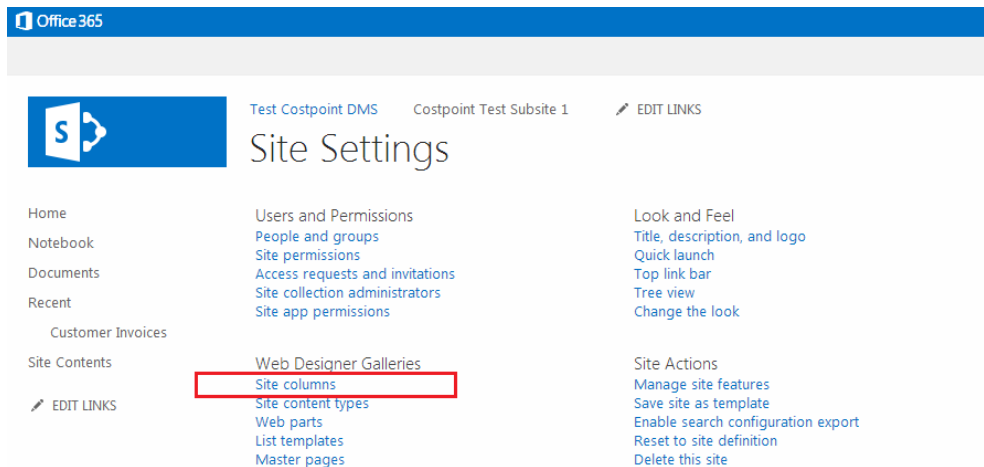 Office 365
Test Costpoint DMS Costpoint Test Subsite 1 EDIT LINKS
S
Site Settings
Home
Notebook
Documents
Recent
Customer Invoices
Site Contents
EDIT LINKS
Users and Permissions
People and groups
Site permissions
Access requests and invitations
Site collection administrators
Site app permissions
Web Designer Galleries
Site columns
Site content types
Web parts
List templates
Master pages
Look and Feel
Title, description, and logo
Quick launch
Top link bar
Tree view
Change the look
Site Actions
Manage site features
Save site as template
Enable search configuration export
Reset to site definition
Delete this site